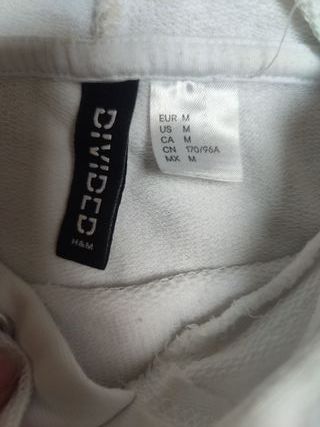 DIVIDED
H&M
EUR M
US M
CA M
CN 170/96A
MX M